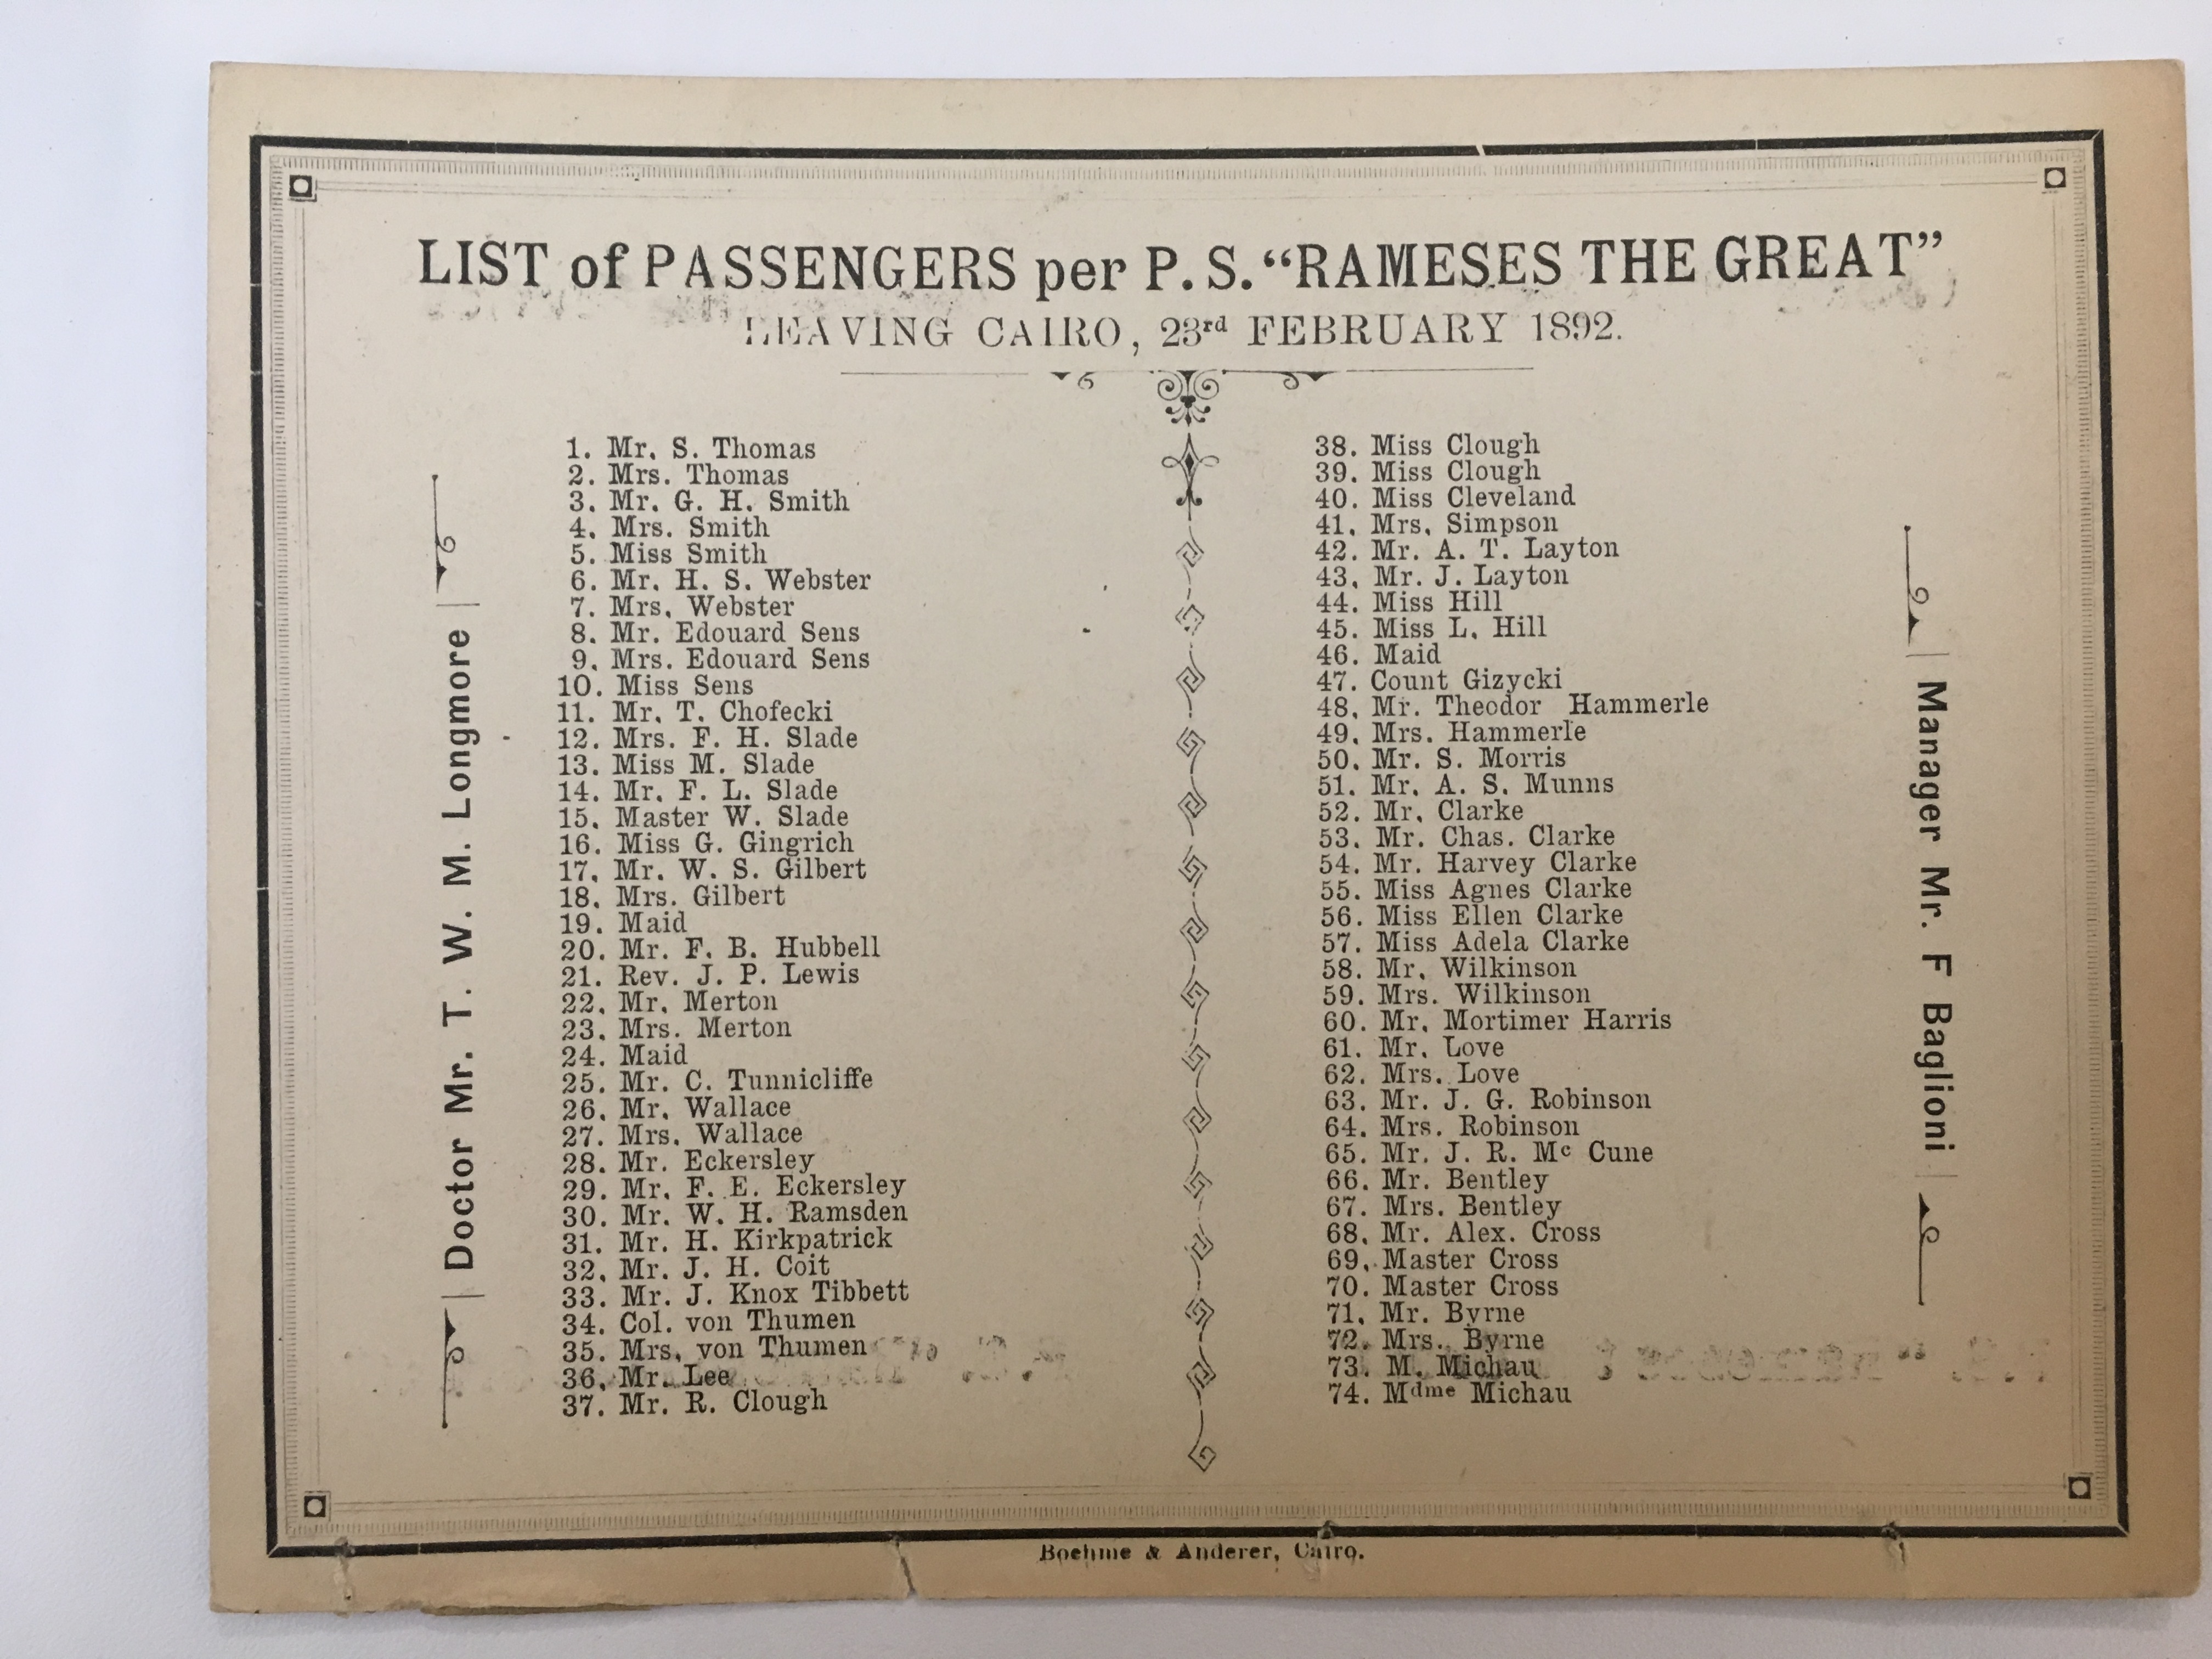 LIST of PASSENGERS per P. S. “RAMESES THE GREAT”
LEAVING CAIRO, 23rd FEBRUARY 1892.
Doctor Mr. T. W. M. Longmore
1. Mr. S. Thomas
2. Mrs. Thomas
3. Mr. G. H. Smith
4. Mrs. Smith
5. Miss Smith
6. Mr. H. S. Webster
7. Mrs. Webster
8. Mr. Edouard Sens
9. Mrs. Edouard Sens
10. Miss Sens
11. Mr. T. Chofecki
12. Mrs. F. H. Slade
13. Miss M. Slade
14. Mr. F. L. Slade
15. Master W. Slade
16. Miss G. Gingrich
17. Mr. W. S. Gilbert
18. Mrs. Gilbert
19. Maid
20. Mr. F. B. Hubbell
21. Rev. J. P. Lewis
22. Mr. Merton
23. Mrs. Merton
24. Maid
25. Mr. C. Tunnicliffe
26. Mr. Wallace
27. Mrs. Wallace
28. Mr. Eckersley
29. Mr. F. E. Eckersley
30. Mr. W. H. Ramsden
31. Mr. H. Kirkpatrick
32. Mr. J. H. Coit
33. Mr. J. Knox Tibbett
34. Col. von Thumen
35. Mrs. von Thumen
36. Mr. Lee
37. Mr. R. Clough
38. Miss Clough
39. Miss Clough
40. Miss Cleveland
41. Mrs. Simpson
42. Mr. A. T. Layton
43. Mr. J. Layton
44. Miss Hill
45. Miss L. Hill
46. Maid
47. Count Gizycki
48. Mr. Theodor Hammerle
49. Mrs. Hammerle
50. Mr. S. Morris
51. Mr. A. S. Munns
52. Mr. Clarke
53. Mr. Chas. Clarke
54. Mr. Harvey Clarke
55. Miss Agnes Clarke
56. Miss Ellen Clarke
57. Miss Adela Clarke
58. Mr. Wilkinson
59. Mrs. Wilkinson
60. Mr. Mortimer Harris
61. Mr. Love
62. Mrs. Love
63. Mr. J. G. Robinson
64. Mrs. Robinson
65. Mr. J. R. Mc Cune
66. Mr. Bentley
67. Mrs. Bentley
68. Mr. Alex. Cross
69. Master Cross
70. Master Cross
71. Mr. Byrne
72. Mrs. Byrne
73. M. Michau
74. Mdme Michau
Manager Mr. F Baglioni
Boehme & Anderer, Cairo.